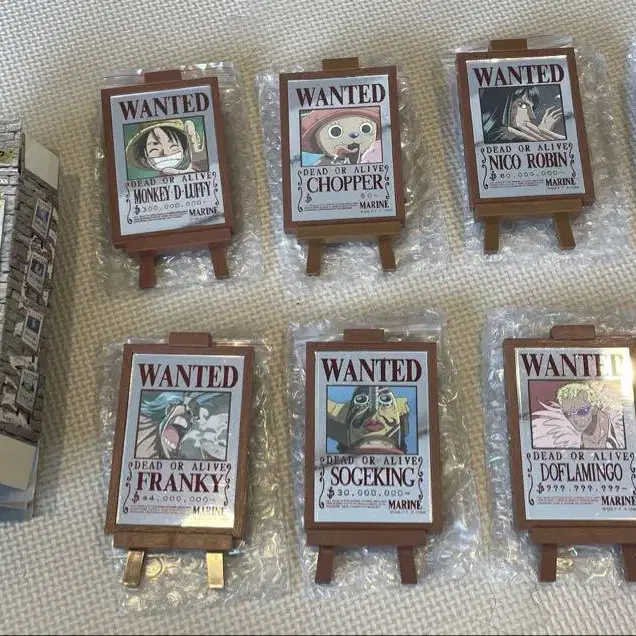 WANTED
DEAD OR ALIVE
MONKEY·D·LUFFY
฿300,000,000-
MARINE
WANTED
DEAD OR ALIVE
CHOPPER
฿50-
MARINE
WANTED
DEAD OR ALIVE
NICO ROBIN
฿80,000,000-
MARINE
WANTED
DEAD OR ALIVE
FRANKY
฿44,000,000-
MARINE
WANTED
DEAD OR ALIVE
SOGEKING
฿30,000,000-
MARINE
WANTED
DEAD OR ALIVE
DOFLAMINGO
฿???,???,???-
MARINE